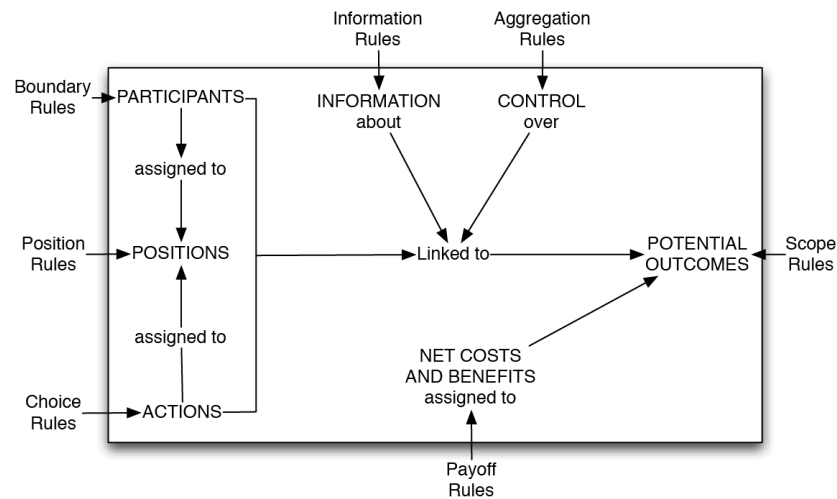 Information
Rules
Aggregation
Rules
Boundary
Rules
PARTICIPANTS
INFORMATION
about
CONTROL
over
assigned to
Position
Rules
POSITIONS
Linked to
POTENTIAL
OUTCOMES
Scope
Rules
assigned to
NET COSTS
AND BENEFITS
assigned to
Choice
Rules
ACTIONS
Payoff
Rules